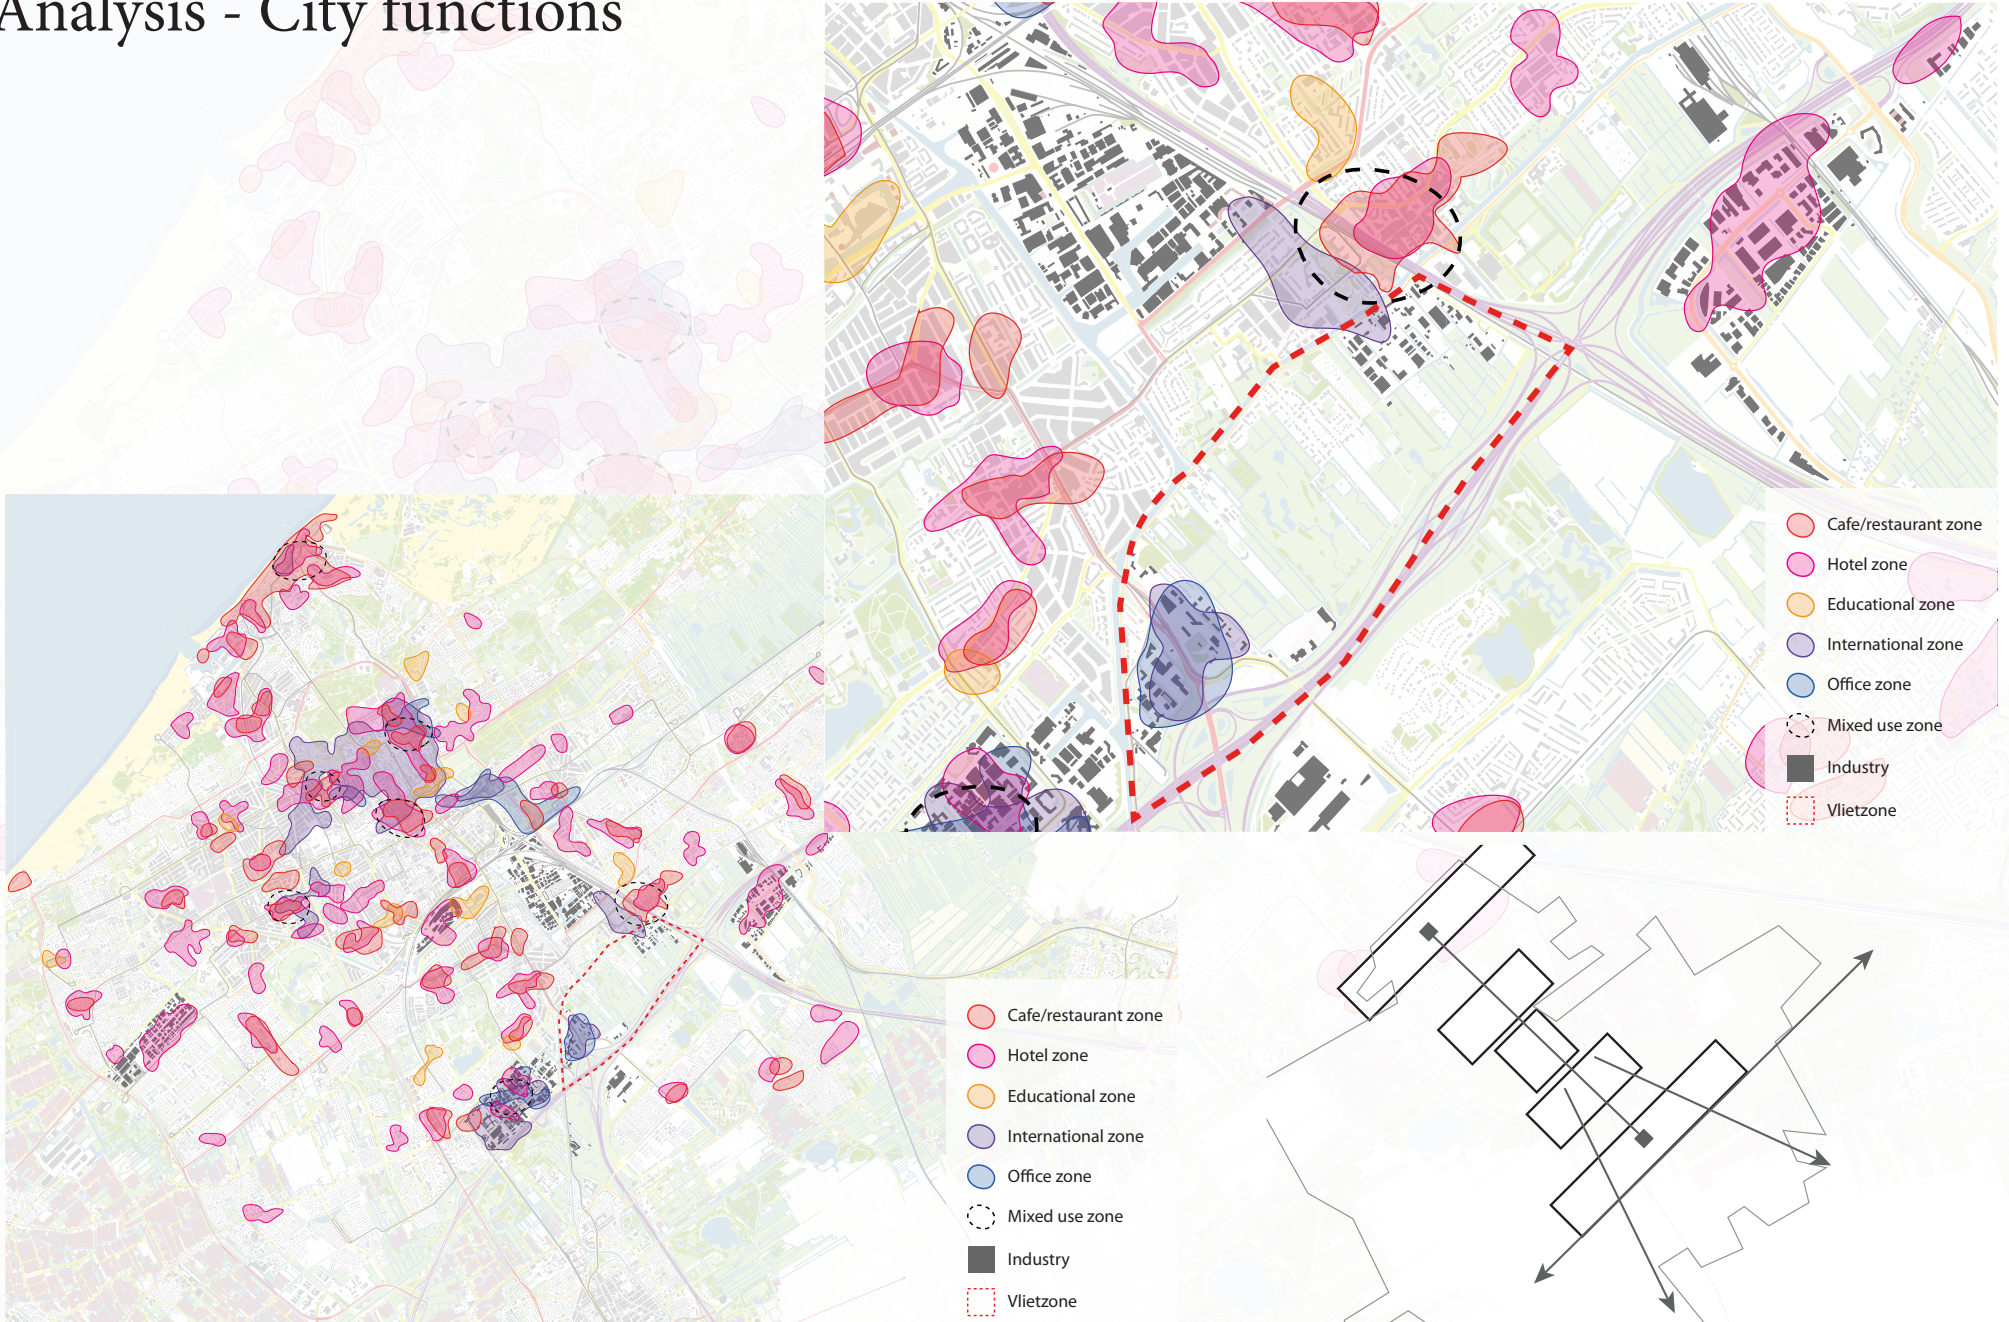 Analysis - City functions
Cafe/restaurant zone
Hotel zone
Educational zone
International zone
Office zone
Mixed use zone
Industry
Vlietzone
Cafe/restaurant zone
Hotel zone
Educational zone
International zone
Office zone
Mixed use zone
Industry
Vlietzone